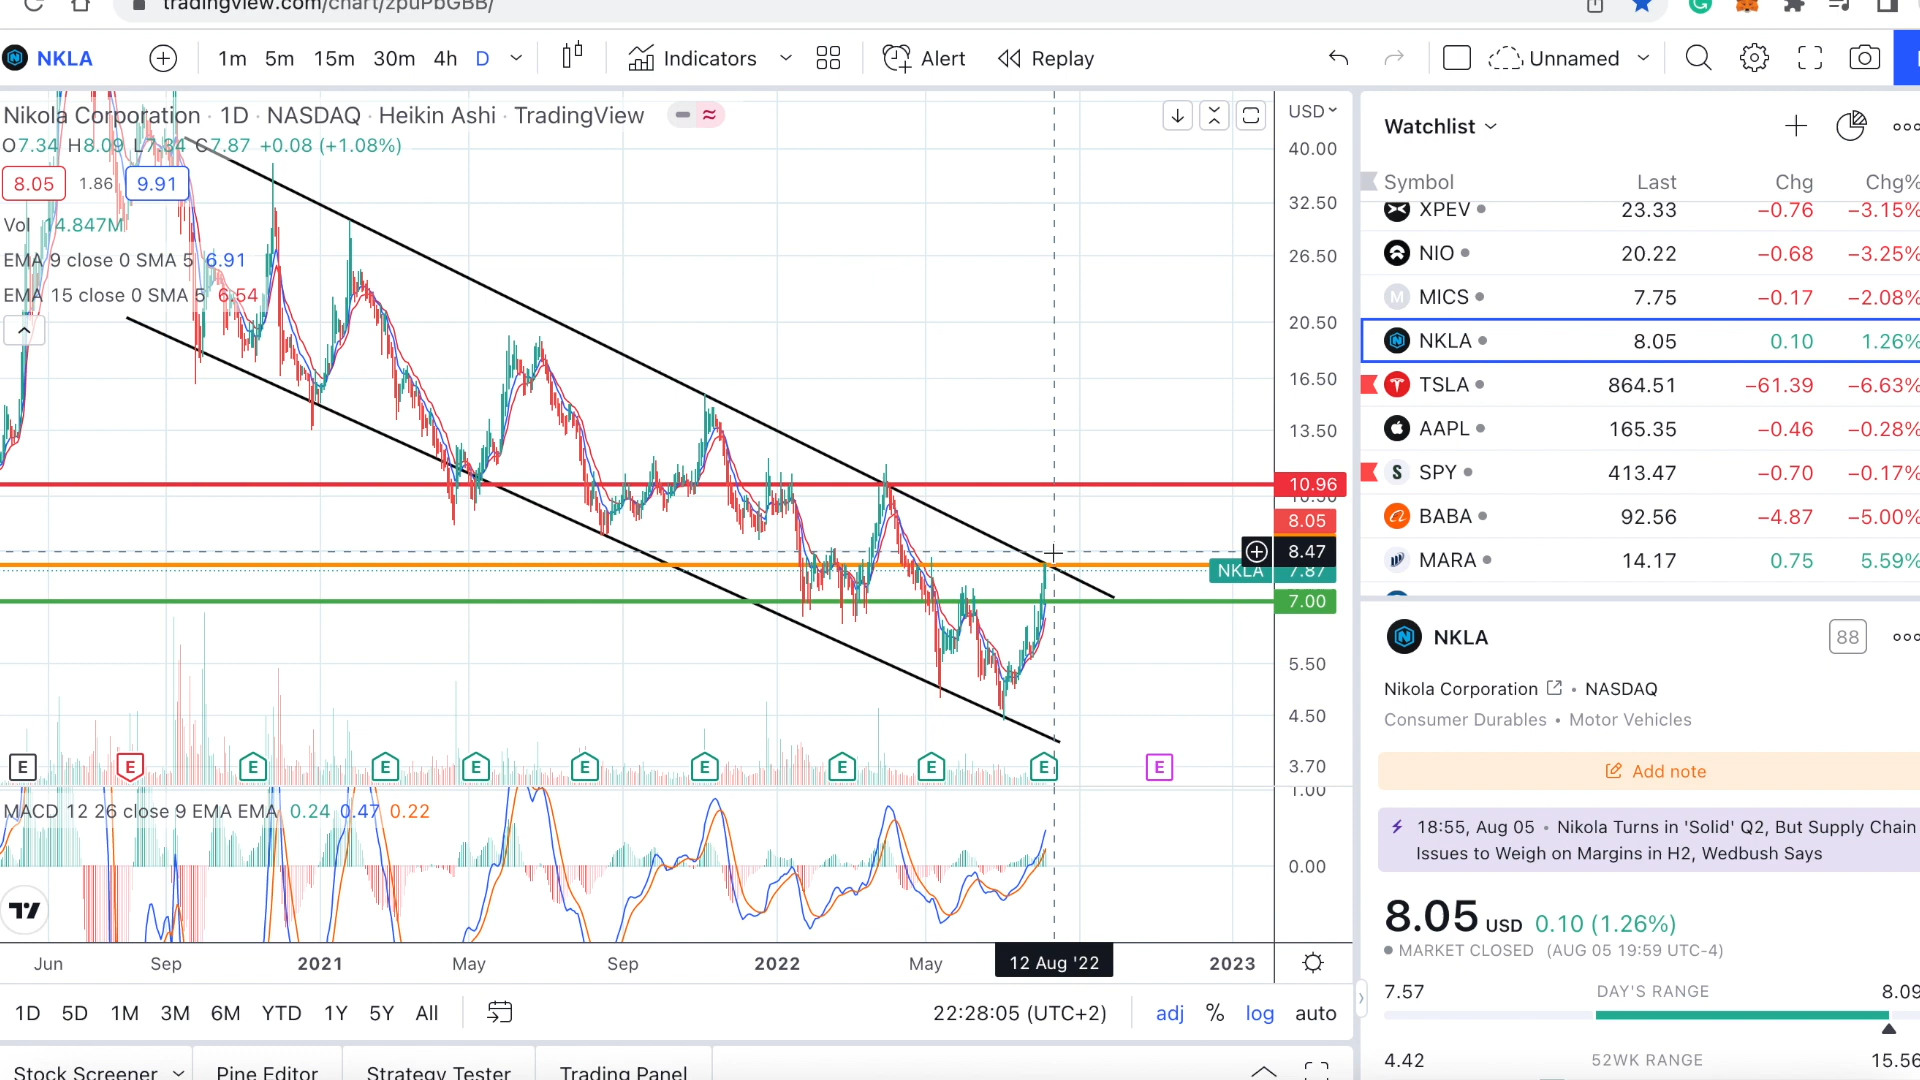 tradingview.com/chart/zpuPbGBB/
NKLA 1m 5m 15m 30m 4h D Indicators Alert Replay Unnamed
Nikola Corporation · 1D · NASDAQ · Heikin Ashi · TradingView
O7.34 H8.09 L7.34 C7.87 +0.08 (+1.08%)
8.05 1.86 9.91
Vol 14.847M
EMA 9 close 0 SMA 5 6.91
EMA 15 close 0 SMA 5 6.54
USD
40.00
32.50
26.50
20.50
16.50
13.50
10.96
8.05
8.47
NKLA 7.87
7.00
5.50
4.50
3.70
E E E E E E E E E E E
1.00
MACD 12 26 close 9 EMA EMA 0.24 0.47 0.22
0.00
Jun Sep 2021 May Sep 2022 May 12 Aug '22 2023
1D 5D 1M 3M 6M YTD 1Y 5Y All 22:28:05 (UTC+2) adj % log auto
Stock Screener Pine Editor Strategy Tester Trading Panel
Watchlist
Symbol Last Chg Chg%
XPEV 23.33 −0.76 −3.15%
NIO 20.22 −0.68 −3.25%
M MICS 7.75 −0.17 −2.08%
NKLA 8.05 0.10 1.26%
TSLA 864.51 −61.39 −6.63%
AAPL 165.35 −0.46 −0.28%
S SPY 413.47 −0.70 −0.17%
BABA 92.56 −4.87 −5.00%
MARA 14.17 0.75 5.59%
NKLA 88
Nikola Corporation • NASDAQ
Consumer Durables • Motor Vehicles
Add note
18:55, Aug 05 • Nikola Turns in 'Solid' Q2, But Supply Chain
Issues to Weigh on Margins in H2, Wedbush Says
8.05 USD 0.10 (1.26%)
MARKET CLOSED (AUG 05 19:59 UTC-4)
7.57 DAY'S RANGE 8.09
4.42 52WK RANGE 15.56